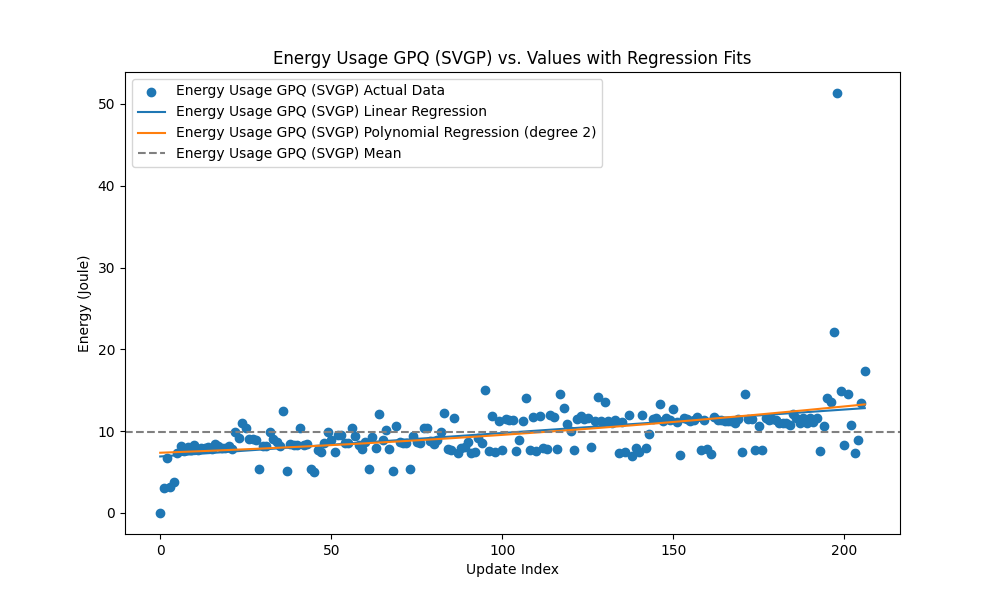 Energy Usage GPQ (SVGP) vs. Values with Regression Fits
Energy Usage GPQ (SVGP) Actual Data
Energy Usage GPQ (SVGP) Linear Regression
Energy Usage GPQ (SVGP) Polynomial Regression (degree 2)
Energy Usage GPQ (SVGP) Mean
Energy (Joule)
50
40
30
20
10
0
0 50 100 150 200
Update Index